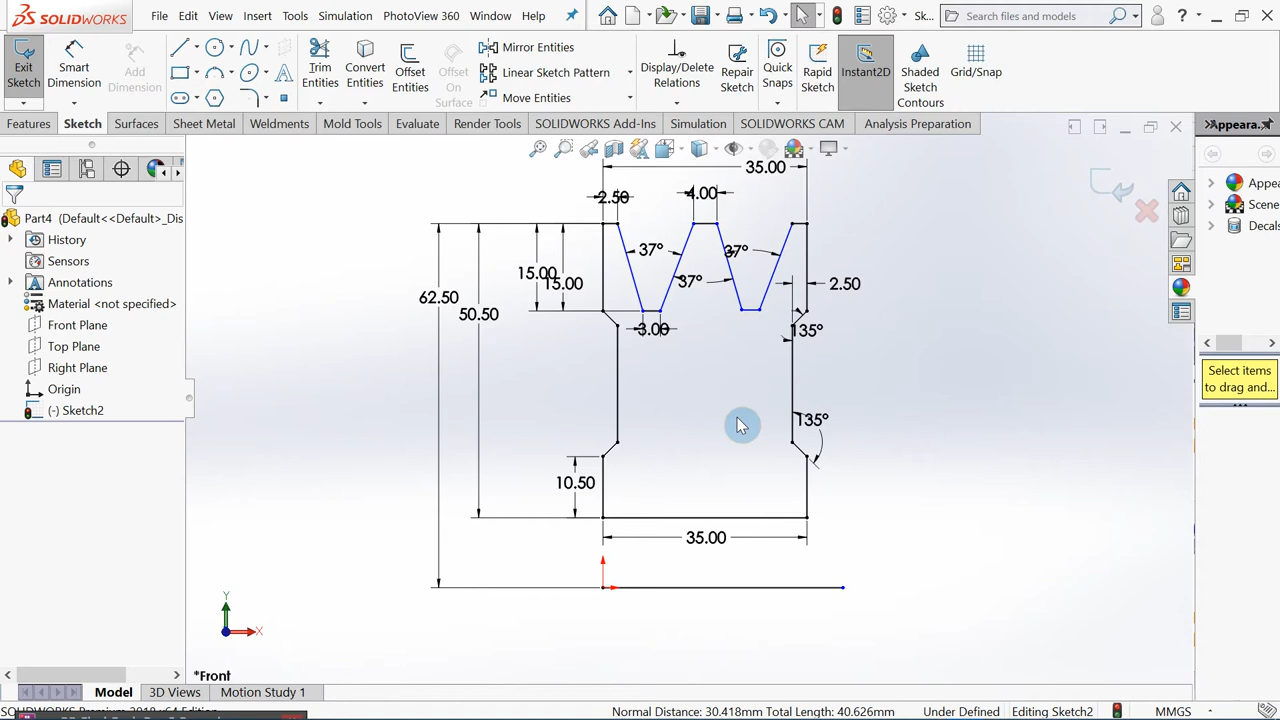 SOLIDWORKS File Edit View Insert Tools Simulation PhotoView 360 Window Help Sk... Search files and models ?
Exit Sketch Smart Dimension Add Dimension Trim Entities Convert Entities Offset Entities Offset On Surface Mirror Entities Linear Sketch Pattern Move Entities Display/Delete Relations Repair Sketch Quick Snaps Rapid Sketch Instant2D Shaded Sketch Contours Grid/Snap
Features Sketch Surfaces Sheet Metal Weldments Mold Tools Evaluate Render Tools SOLIDWORKS Add-Ins Simulation SOLIDWORKS CAM Analysis Preparation Appeara...
35.00
2.50 4.00
Part4 (Default<<Default>_Dis
History
Sensors
Annotations
Material <not specified>
Front Plane
Top Plane
Right Plane
Origin
(-) Sketch2
37° 37°
15.00 15.00 37° 2.50
62.50 50.50
3.00 135°
135°
10.50
35.00
Appea
Scene
Decals
Select items
to drag and...
Y
X
*Front
Model 3D Views Motion Study 1
Normal Distance: 30.418mm Total Length: 40.626mm Under Defined Editing Sketch2 MMGS